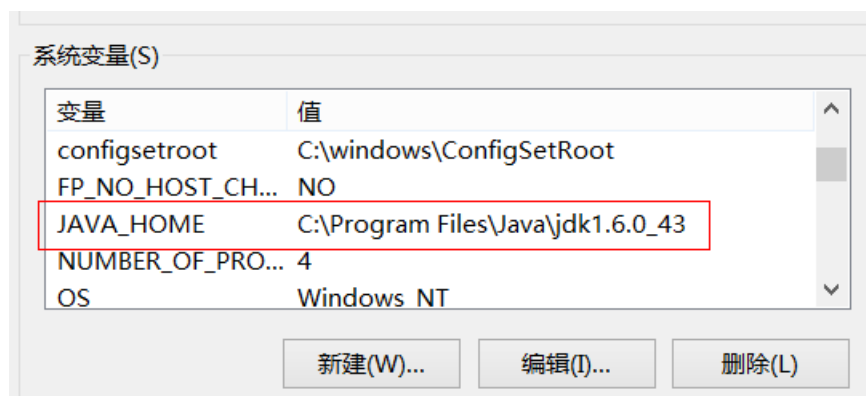 系统变量(S)
变量 值
configsetroot C:\windows\ConfigSetRoot
FP_NO_HOST_CH... NO
JAVA_HOME C:\Program Files\Java\jdk1.6.0_43
NUMBER_OF_PRO... 4
OS Windows_NT
新建(W)... 编辑(I)... 删除(L)